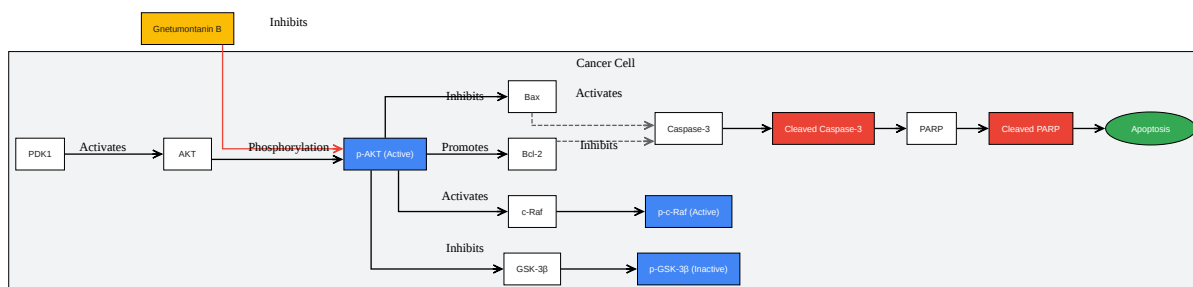 Inhibits
Gnetumontanin B
Cancer Cell
Inhibits
Bax
Activates
PDK1
Activates
AKT
Phosphorylation
p-AKT (Active)
Promotes
Bcl-2
Inhibits
Caspase-3
Cleaved Caspase-3
PARP
Cleaved PARP
Apoptosis
Activates
c-Raf
p-c-Raf (Active)
Inhibits
GSK-3β
p-GSK-3β (Inactive)